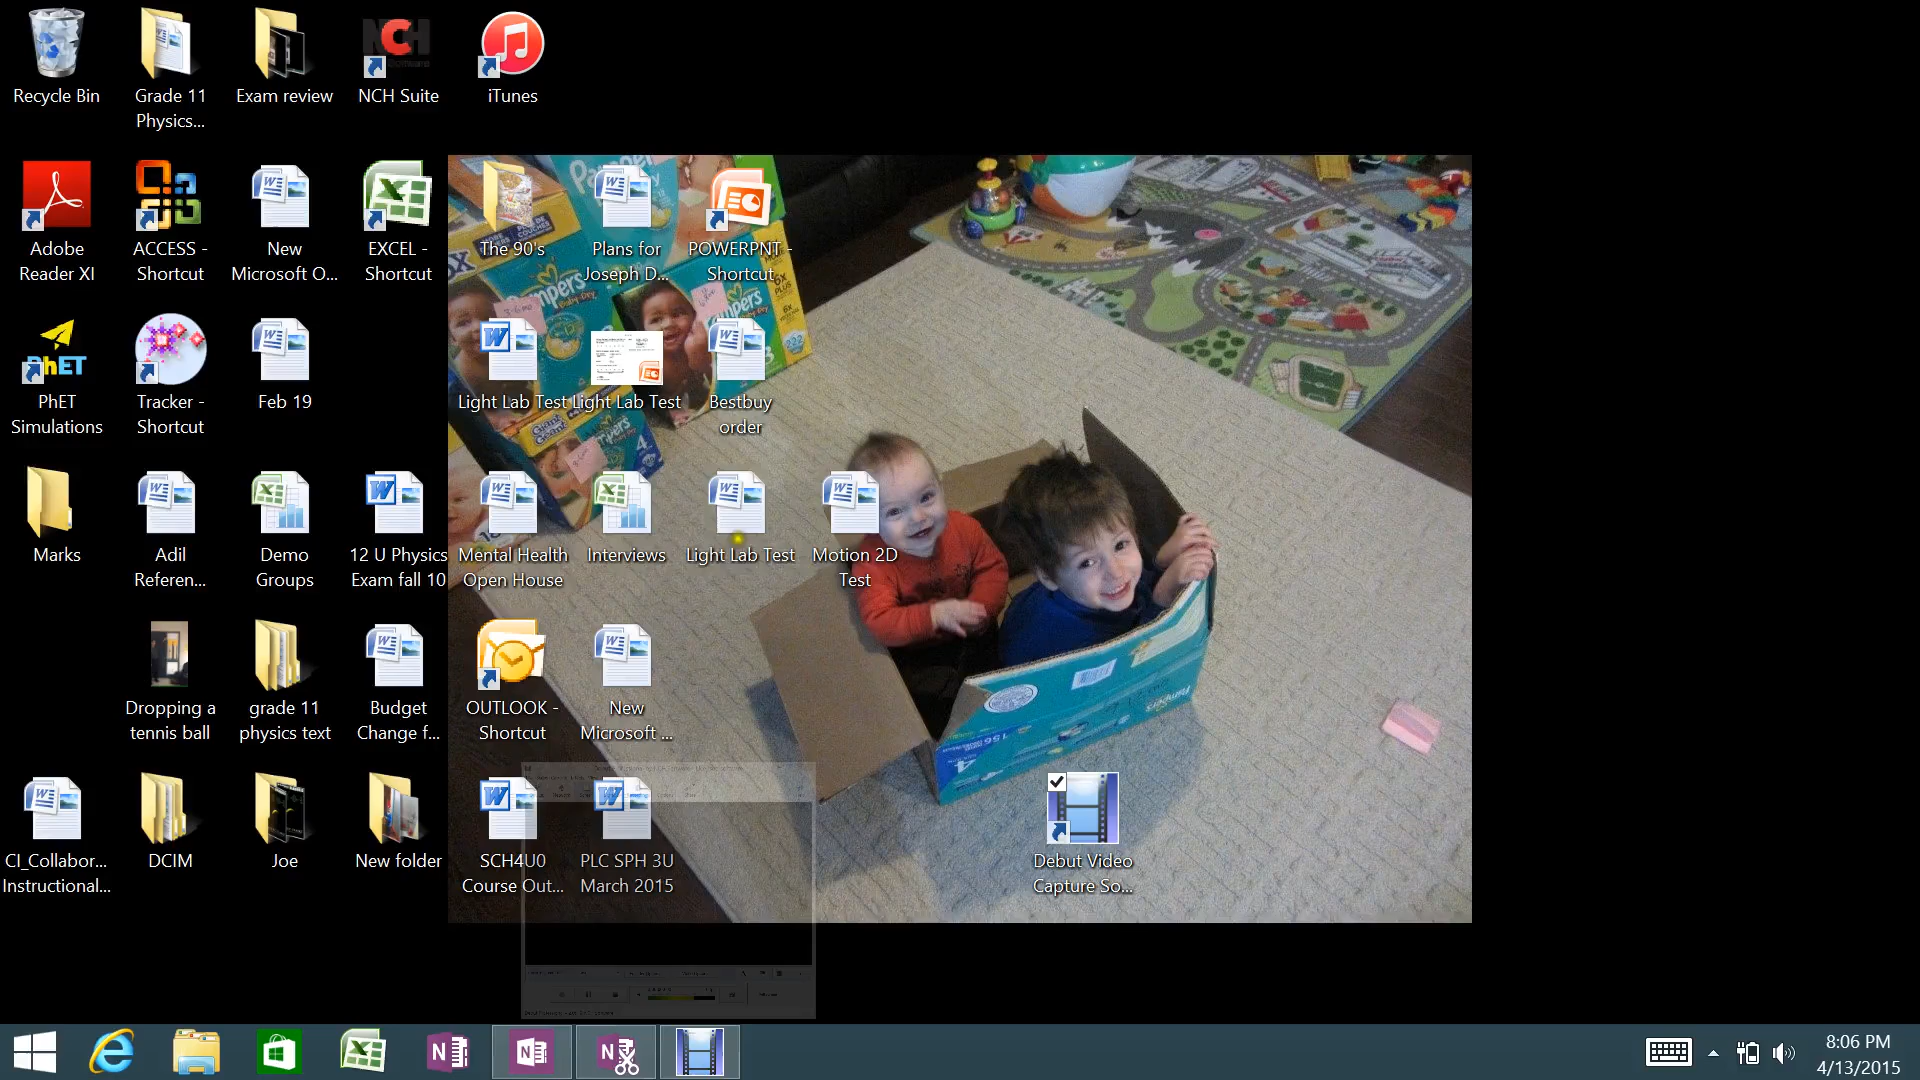 Recycle Bin
Grade 11
Physics...
Exam review
NCH Suite
iTunes
Adobe
Reader XI
ACCESS -
Shortcut
New
Microsoft O...
EXCEL -
Shortcut
The 90's
Plans for
Joseph D...
POWERPNT -
Shortcut
PhET
Simulations
Tracker -
Shortcut
Feb 19
Light Lab Test
Light Lab Test
Bestbuy
order
Marks
Adil
Referen...
Demo
Groups
12 U Physics
Exam fall 10
Mental Health
Open House
Interviews
Light Lab Test
Motion 2D
Test
Dropping a
tennis ball
grade 11
physics text
Budget
Change f...
OUTLOOK -
Shortcut
New
Microsoft ...
CI_Collabor...
Instructional...
DCIM
Joe
New folder
SCH4U0
Course Out...
PLC SPH 3U
March 2015
Debut Video
Capture So...
8:06 PM
4/13/2015